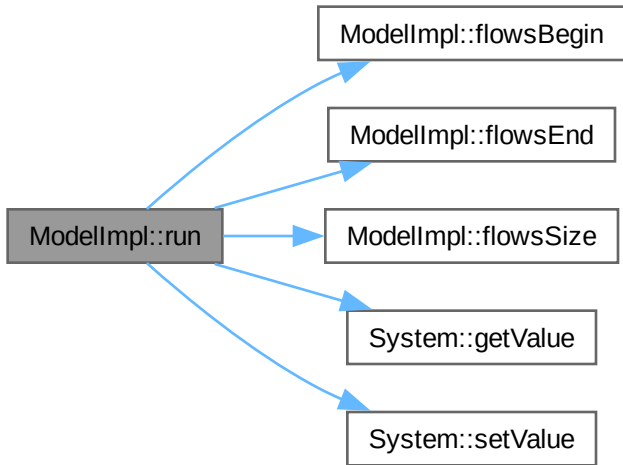 ModelImpl::flowsBegin
ModelImpl::flowsEnd
ModelImpl::run
ModelImpl::flowsSize
System::getValue
System::setValue